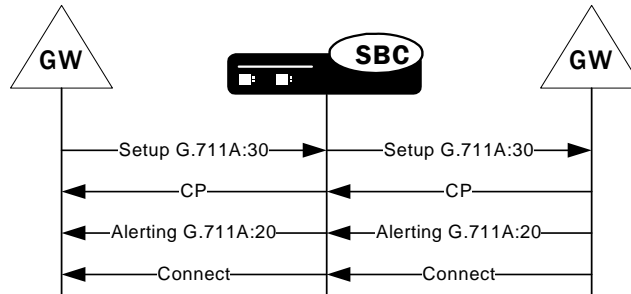 GW SBC GW
Setup G.711A:30 Setup G.711A:30
CP CP
Alerting G.711A:20 Alerting G.711A:20
Connect Connect